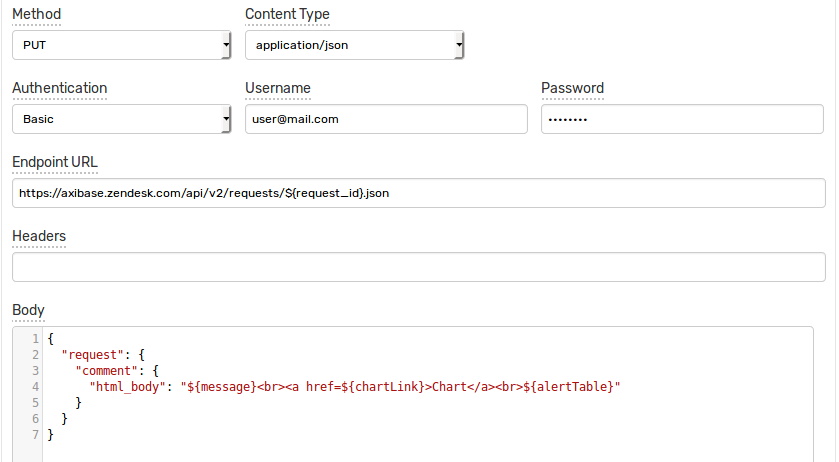 Method Content Type
PUT application/json
Authentication Username Password
Basic user@mail.com ••••••••
Endpoint URL
https://axibase.zendesk.com/api/v2/requests/${request_id}.json
Headers
Body
1 {
2 "request": {
3 "comment": {
4 "html_body": "${message}<br><a href=${chartLink}>Chart</a><br>${alertTable}"
5 }
6 }
7 }